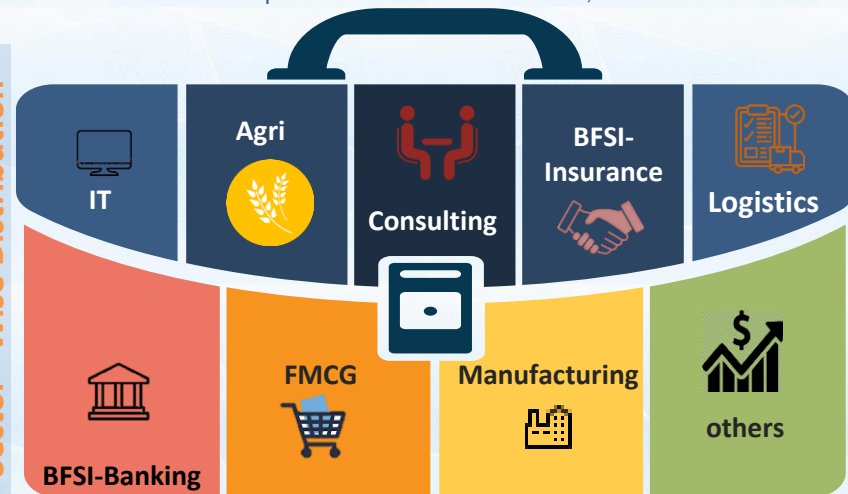 IT
Agri
Consulting
BFSI-
Insurance
Logistics
BFSI-Banking
FMCG
Manufacturing
others